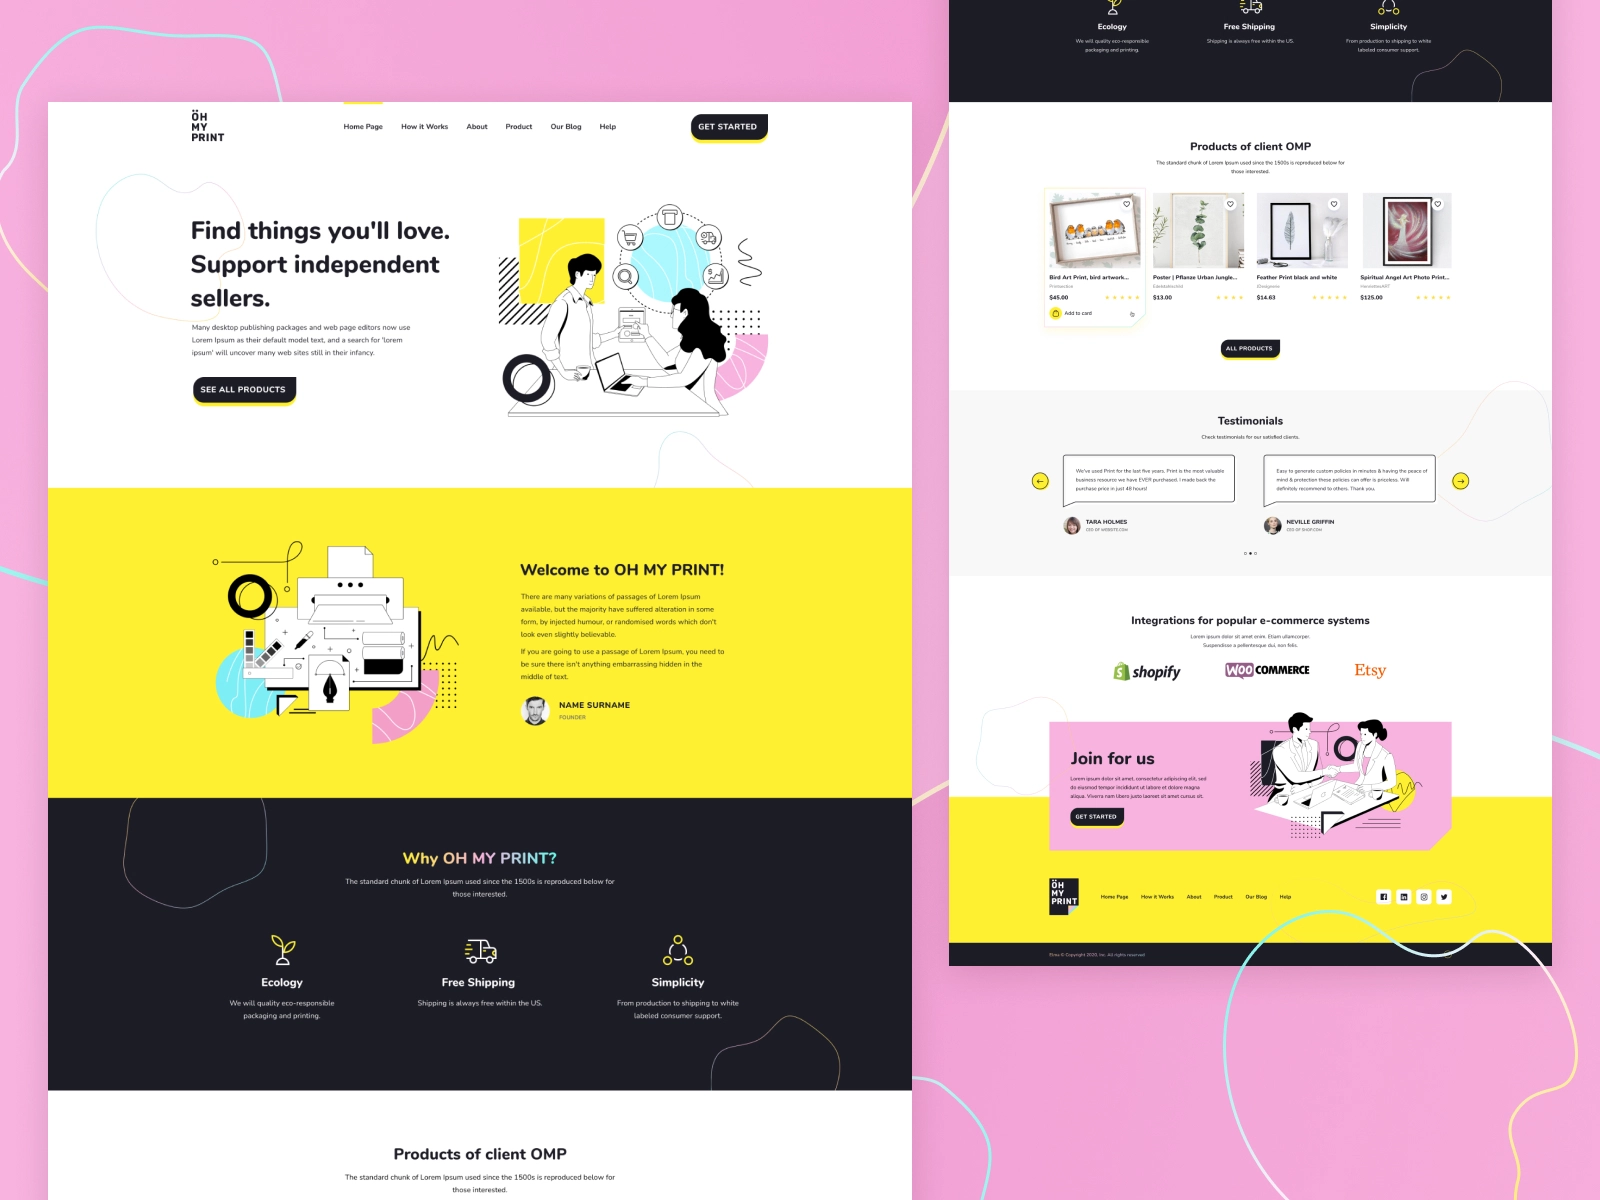 ÖH
MY
PRINT
Home Page
How it Works
About
Product
Our Blog
Help
GET STARTED
Find things you'll love.
Support independent
sellers.
Many desktop publishing packages and web page editors now use
Lorem Ipsum as their default model text, and a search for 'lorem
ipsum' will uncover many web sites still in their infancy.
SEE ALL PRODUCTS
Welcome to OH MY PRINT!
There are many variations of passages of Lorem Ipsum
available, but the majority have suffered alteration in some
form, by injected humour, or randomised words which don't
look even slightly believable.
If you are going to use a passage of Lorem Ipsum, you need to
be sure there isn't anything embarrassing hidden in the
middle of text.
NAME SURNAME
FOUNDER
Why OH MY PRINT?
The standard chunk of Lorem Ipsum used since the 1500s is reproduced below for
those interested.
Ecology
We will quality eco-responsible
packaging and printing.
Free Shipping
Shipping is always free within the US.
Simplicity
From production to shipping to white
labeled consumer support.
Products of client OMP
The standard chunk of Lorem Ipsum used since the 1500s is reproduced below for
those interested.
Ecology
We will quality eco-responsible
packaging and printing.
Free Shipping
Shipping is always free within the US.
Simplicity
From production to shipping to white
labeled consumer support.
Products of client OMP
The standard chunk of Lorem Ipsum used since the 1500s is reproduced below for
those interested.
Bird Art Print, bird artwork...
$45.00
Add to card
Poster | Pflanze Urban Jungle...
$13.00
Feather Print black and white
$14.63
Spiritual Angel Art Photo Print...
HenriettesART
$125.00
ALL PRODUCTS
Testimonials
Check testimonials for our satisfied clients.
We've used Print for the last five years. Print is the most valuable
business resource we have EVER purchased. I made back the
purchase price in just 48 hours!
TARA HOLMES
CEO OF WEBSITE.COM
Easy to generate custom policies in minutes & having the peace of
mind & protection these policies can offer is priceless. Will
definitely recommend to others. Thank you.
NEVILLE GRIFFIN
CEO OF SHOP.COM
Integrations for popular e-commerce systems
Lorem ipsum dolor sit amet enim. Etiam ullamcorper.
Suspendisse a pellentesque dui, non felis.
shopify
WOO COMMERCE
Etsy
Join for us
Lorem ipsum dolor sit amet, consectetur adipiscing elit, sed
do eiusmod tempor incididunt ut labore et dolore magna
aliqua. Viverra nam libero justo laoreet sit amet cursus sit.
GET STARTED
ÖH
MY
PRINT
Home Page
How it Works
About
Product
Our Blog
Help
Elma © Copyright 2020, Inc. All rights reserved